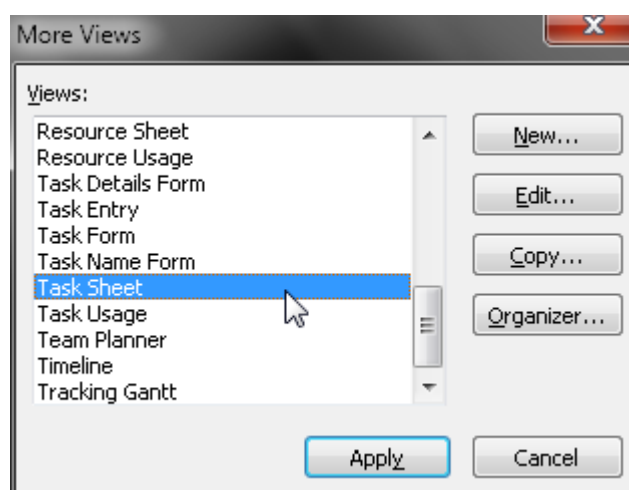 More Views
Views:
Resource Sheet
Resource Usage
Task Details Form
Task Entry
Task Form
Task Name Form
Task Sheet
Task Usage
Team Planner
Timeline
Tracking Gantt
New...
Edit...
Copy...
Organizer...
Apply
Cancel